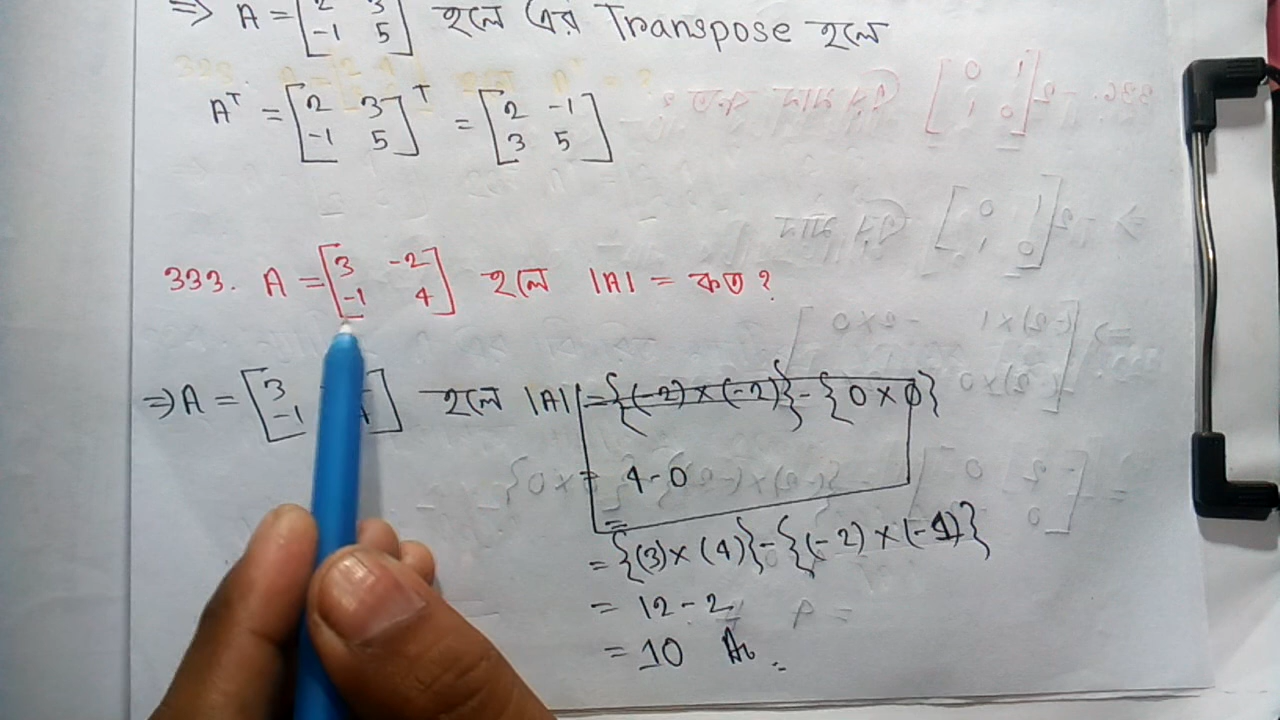 ⇒ A = [2 3; -1 5] হলে এর Transpose হলে
Aᵀ = [2 3; -1 5]ᵀ = [2 -1; 3 5]
333. A = [3 -2; -1 4] হলে |A| = কত?
⇒ A = [3; -1 4] হলে |A| = {(-2)×(-2)} - {0×0}
= 4-0
=
= {(3)×(4)} - {(-2)×(-1)}
= 12-2
= 10